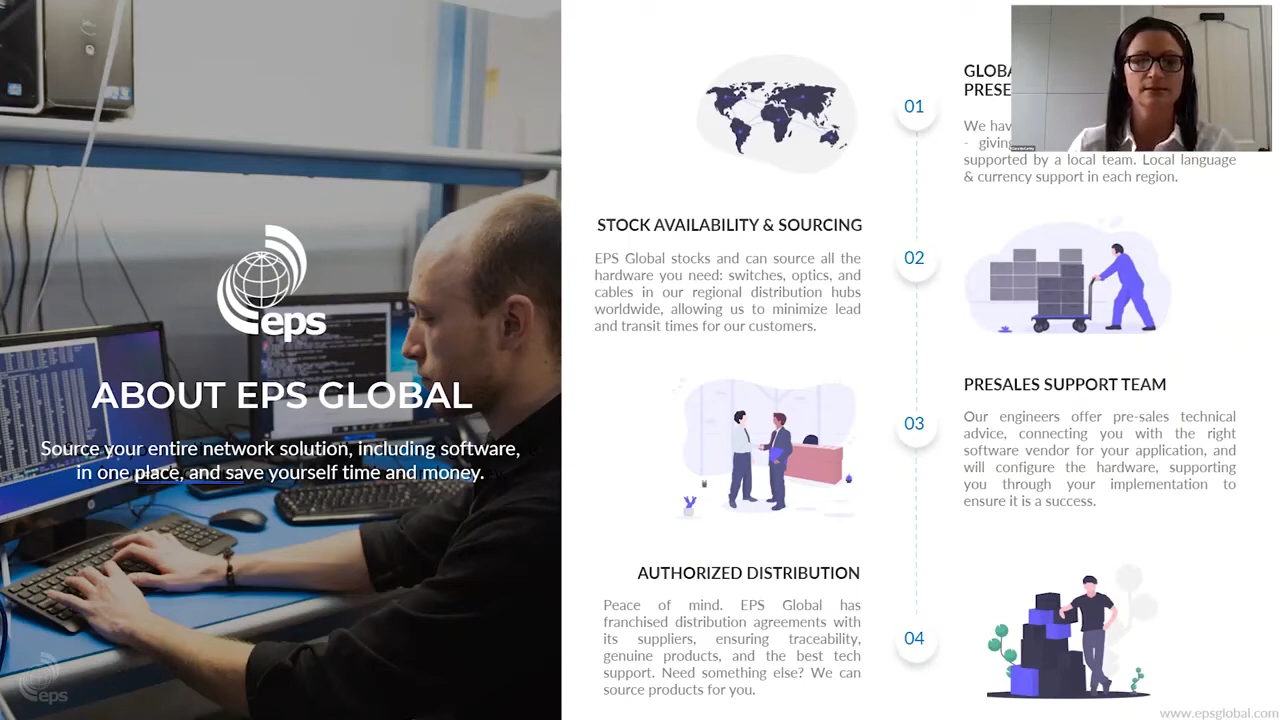 eps
ABOUT EPS GLOBAL
Source your entire network solution, including software,
in one place, and save yourself time and money.
eps
01
GLOBA
PRESE
We hav
- giving
supported by a local team. Local language
& currency support in each region.
STOCK AVAILABILITY & SOURCING
EPS Global stocks and can source all the
hardware you need: switches, optics, and
cables in our regional distribution hubs
worldwide, allowing us to minimize lead
and transit times for our customers.
02
03
PRESALES SUPPORT TEAM
Our engineers offer pre-sales technical
advice, connecting you with the right
software vendor for your application, and
will configure the hardware, supporting
you through your implementation to
ensure it is a success.
AUTHORIZED DISTRIBUTION
Peace of mind. EPS Global has
franchised distribution agreements with
its suppliers, ensuring traceability,
genuine products, and the best tech
support. Need something else? We can
source products for you.
04
www.epsglobal.com